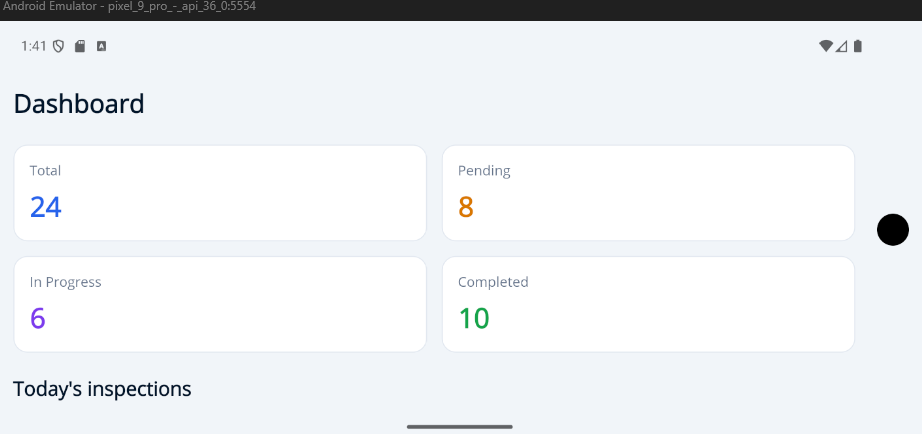 Android Emulator - pixel_9_pro_-_api_36_0:5554
1:41
Dashboard
Total
24
Pending
8
In Progress
6
Completed
10
Today's inspections